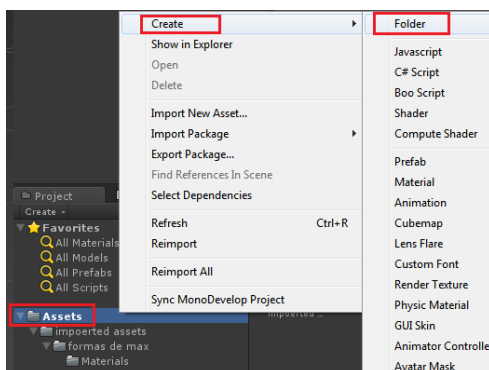 Create
Show in Explorer
Open
Delete
Import New Asset...
Import Package
Export Package...
Find References In Scene
Select Dependencies
Refresh Ctrl+R
Reimport
Reimport All
Sync MonoDevelop Project
Folder
Javascript
C# Script
Boo Script
Shader
Compute Shader
Prefab
Material
Animation
Cubemap
Lens Flare
Custom Font
Render Texture
Physic Material
GUI Skin
Animator Controlle
Avatar Mask
Project
Create
Favorites
All Materials
All Models
All Prefabs
All Scripts
Assets
impoerted assets
formas de max
Materials
impoerted ...